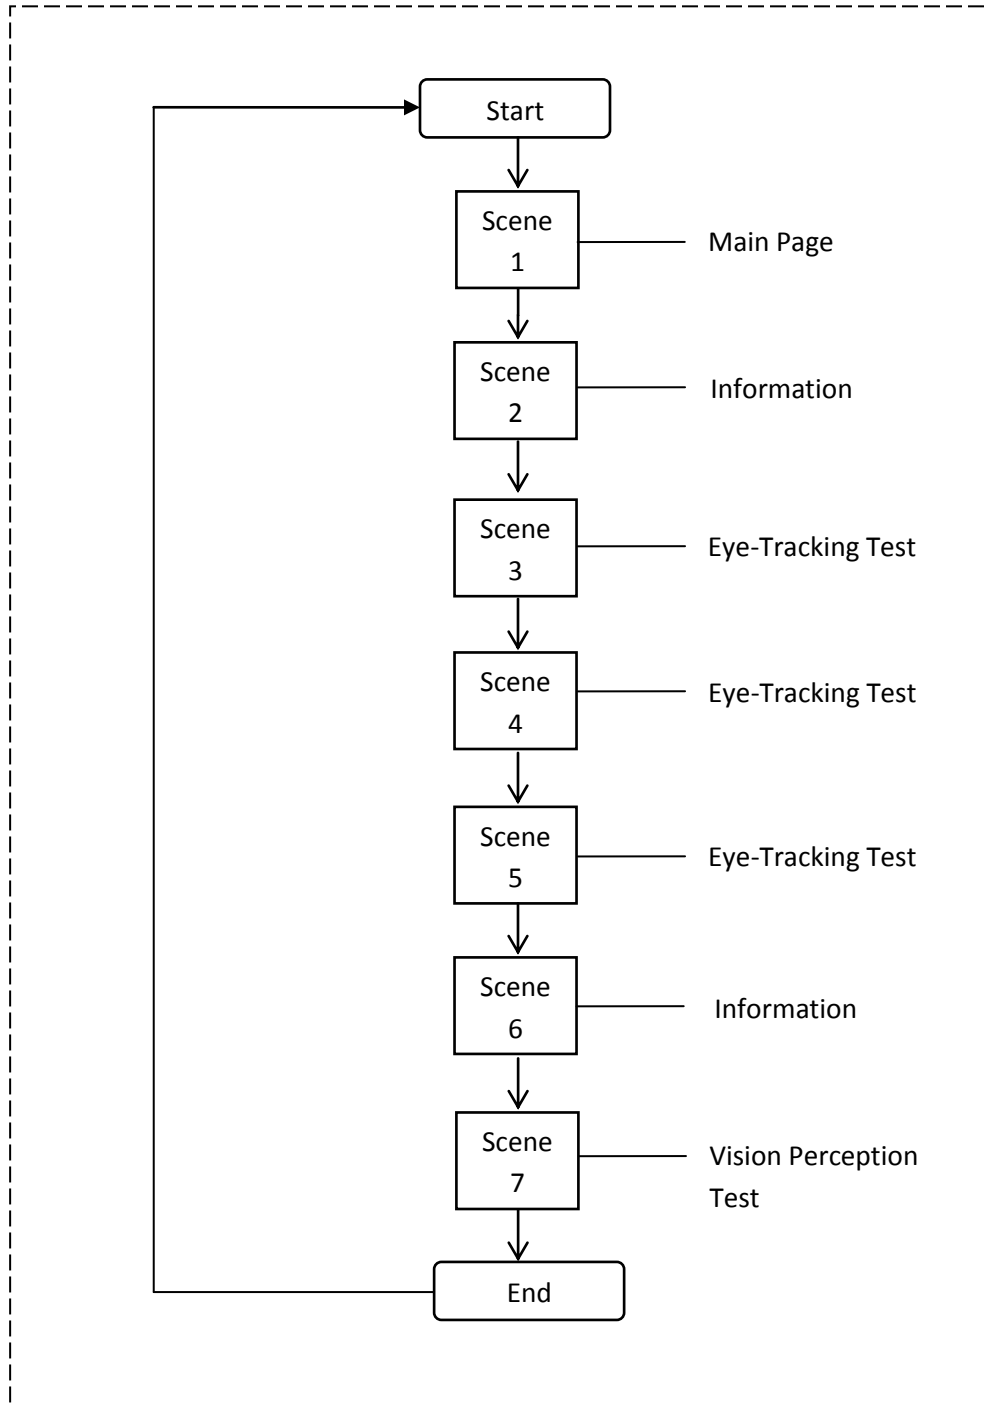 Start
Scene
1
Main Page
Scene
2
Information
Scene
3
Eye-Tracking Test
Scene
4
Eye-Tracking Test
Scene
5
Eye-Tracking Test
Scene
6
Information
Scene
7
Vision Perception
Test
End